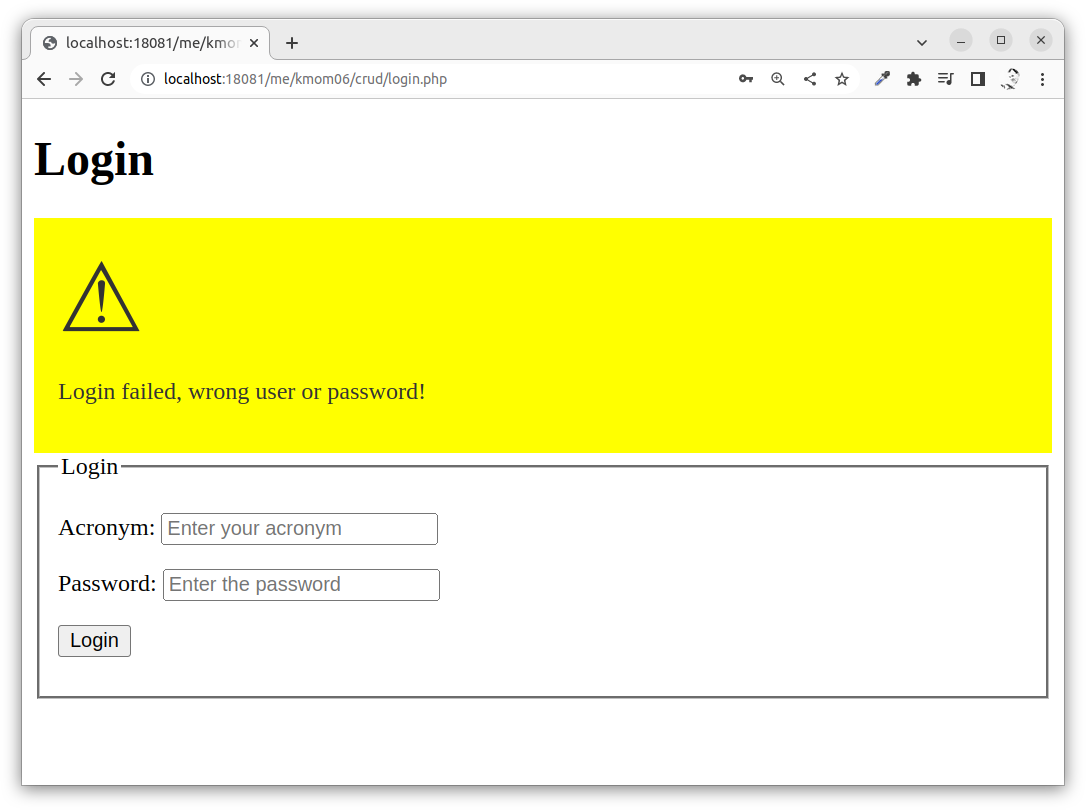 localhost:18081/me/kmo
localhost:18081/me/kmom06/crud/login.php
Login
Login failed, wrong user or password!
Login
Acronym: Enter your acronym
Password: Enter the password
Login